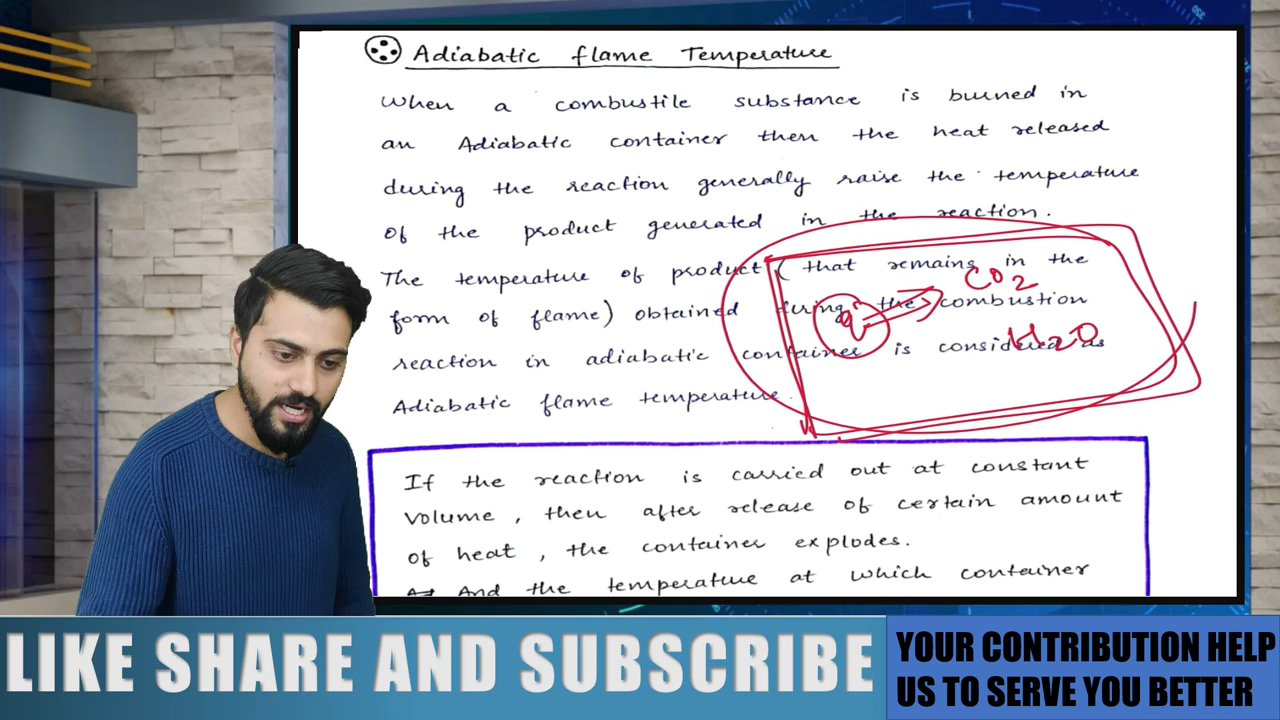 Adiabatic flame Temperature
When a combustile substance is burned in
an Adiabatic container then the heat released
during the reaction generally raise the temperature
of the product generated in the reaction.
The temperature of product (that remains in the
form of flame) obtained during the combustion
reaction in adiabatic container is considered as
Adiabatic flame temperature.
q CO2
H2O
If the reaction is carried out at constant
volume, then after release of certain amount
of heat, the container explodes.
And the temperature at which container
LIKE SHARE AND SUBSCRIBE
YOUR CONTRIBUTION HELP
US TO SERVE YOU BETTER